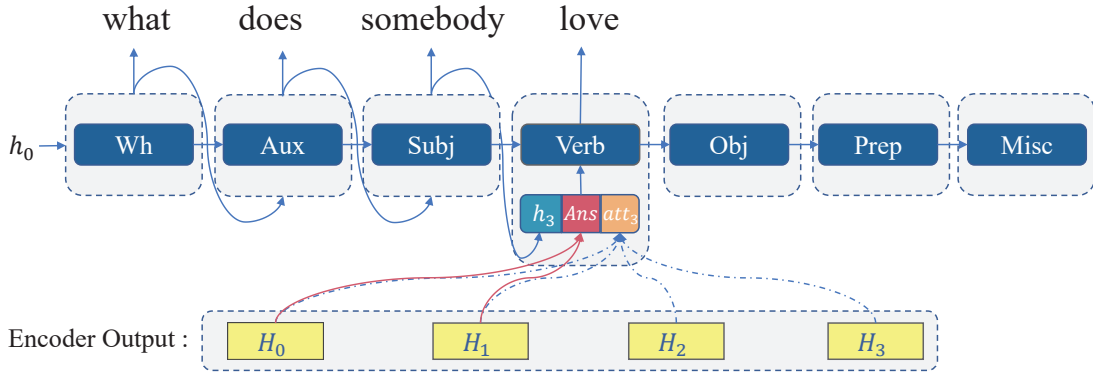 what does somebody love
h₀ Wh Aux Subj Verb Obj Prep Misc
h₃ Ans att₃
Encoder Output : H₀ H₁ H₂ H₃